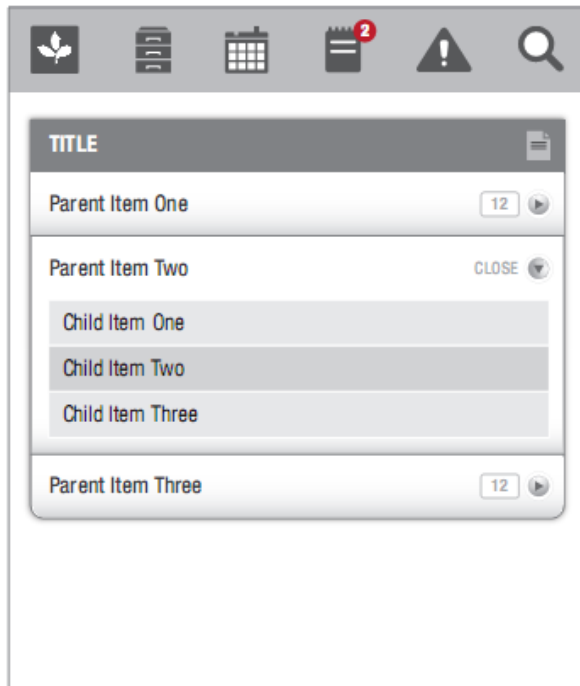 2
TITLE
Parent Item One 12
Parent Item Two CLOSE
Child Item One
Child Item Two
Child Item Three
Parent Item Three 12